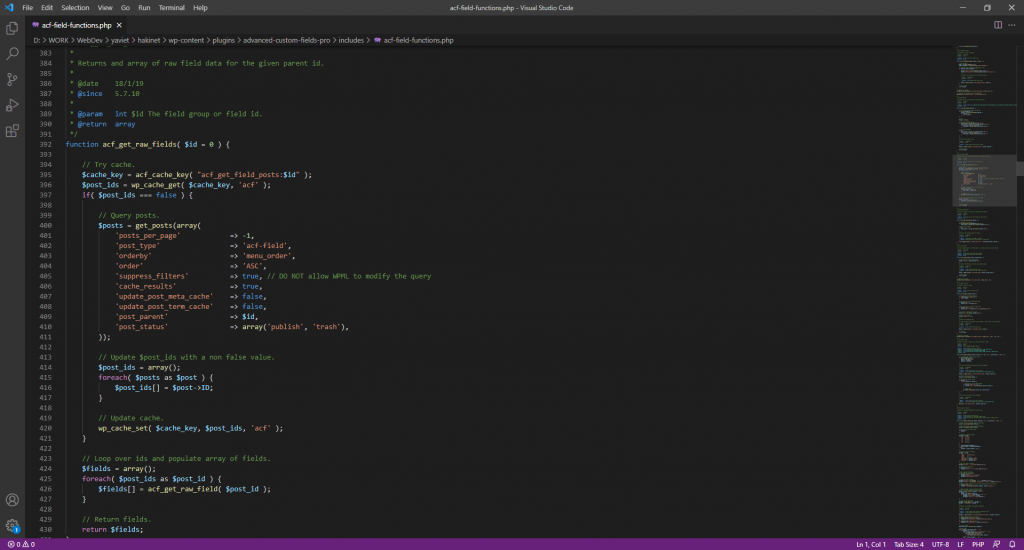 File Edit Selection View Go Run Terminal Help
acf-field-functions.php - Visual Studio Code
acf-field-functions.php ×
D: > WORK > WebDev > yaviet > hakinet > wp-content > plugins > advanced-custom-fields-pro > includes > acf-field-functions.php
383 *
384 * Returns and array of raw field data for the given parent id.
385 *
386 * @date 18/1/19
387 * @since 5.7.10
388 *
389 * @param int $id The field group or field id.
390 * @return array
391 */
392 function acf_get_raw_fields( $id = 0 ) {
393
394 // Try cache.
395 $cache_key = acf_cache_key( "acf_get_field_posts:$id" );
396 $post_ids = wp_cache_get( $cache_key, 'acf' );
397 if( $post_ids === false ) {
398
399 // Query posts.
400 $posts = get_posts(array(
401 'posts_per_page' => -1,
402 'post_type' => 'acf-field',
403 'orderby' => 'menu_order',
404 'order' => 'ASC',
405 'suppress_filters' => true, // DO NOT allow WPML to modify the query
406 'cache_results' => true,
407 'update_post_meta_cache' => false,
408 'update_post_term_cache' => false,
409 'post_parent' => $id,
410 'post_status' => array('publish', 'trash'),
411 ));
412
413 // Update $post_ids with a non false value.
414 $post_ids = array();
415 foreach( $posts as $post ) {
416 $post_ids[] = $post->ID;
417 }
418
419 // Update cache.
420 wp_cache_set( $cache_key, $post_ids, 'acf' );
421 }
422
423 // Loop over ids and populate array of fields.
424 $fields = array();
425 foreach( $post_ids as $post_id ) {
426 $fields[] = acf_get_raw_field( $post_id );
427 }
428
429 // Return fields.
430 return $fields;
0 0
Ln 1, Col 1 Tab Size: 4 UTF-8 LF PHP